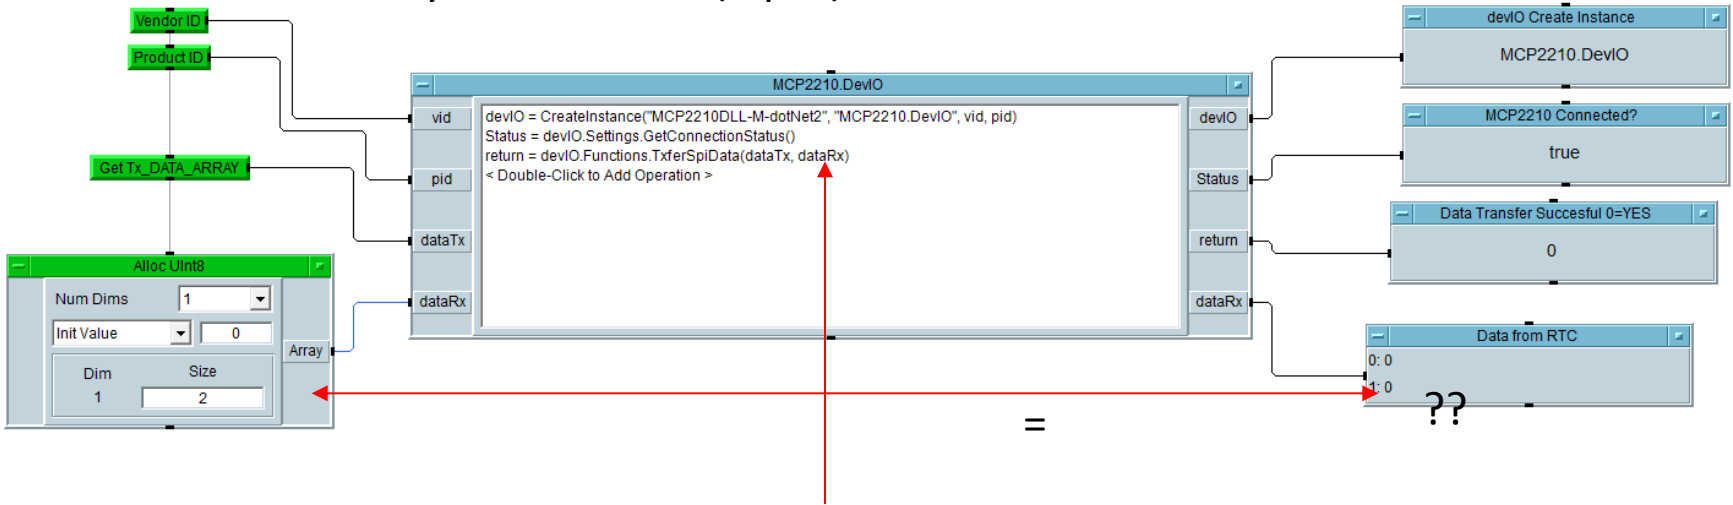 Vendor ID
Product ID
Get Tx_DATA_ARRAY
Alloc UInt8
Num Dims
1
Init Value
0
Dim
Size
1
2
Array
MCP2210.DevIO
vid
pid
dataTx
dataRx
devIO = CreateInstance("MCP2210DLL-M-dotNet2", "MCP2210.DevIO", vid, pid)
Status = devIO.Settings.GetConnectionStatus()
return = devIO.Functions.TxferSpiData(dataTx, dataRx)
< Double-Click to Add Operation >
devIO
Status
return
dataRx
devIO Create Instance
MCP2210.DevIO
MCP2210 Connected?
true
Data Transfer Succesful 0=YES
0
Data from RTC
0: 0
1: 0
??
=